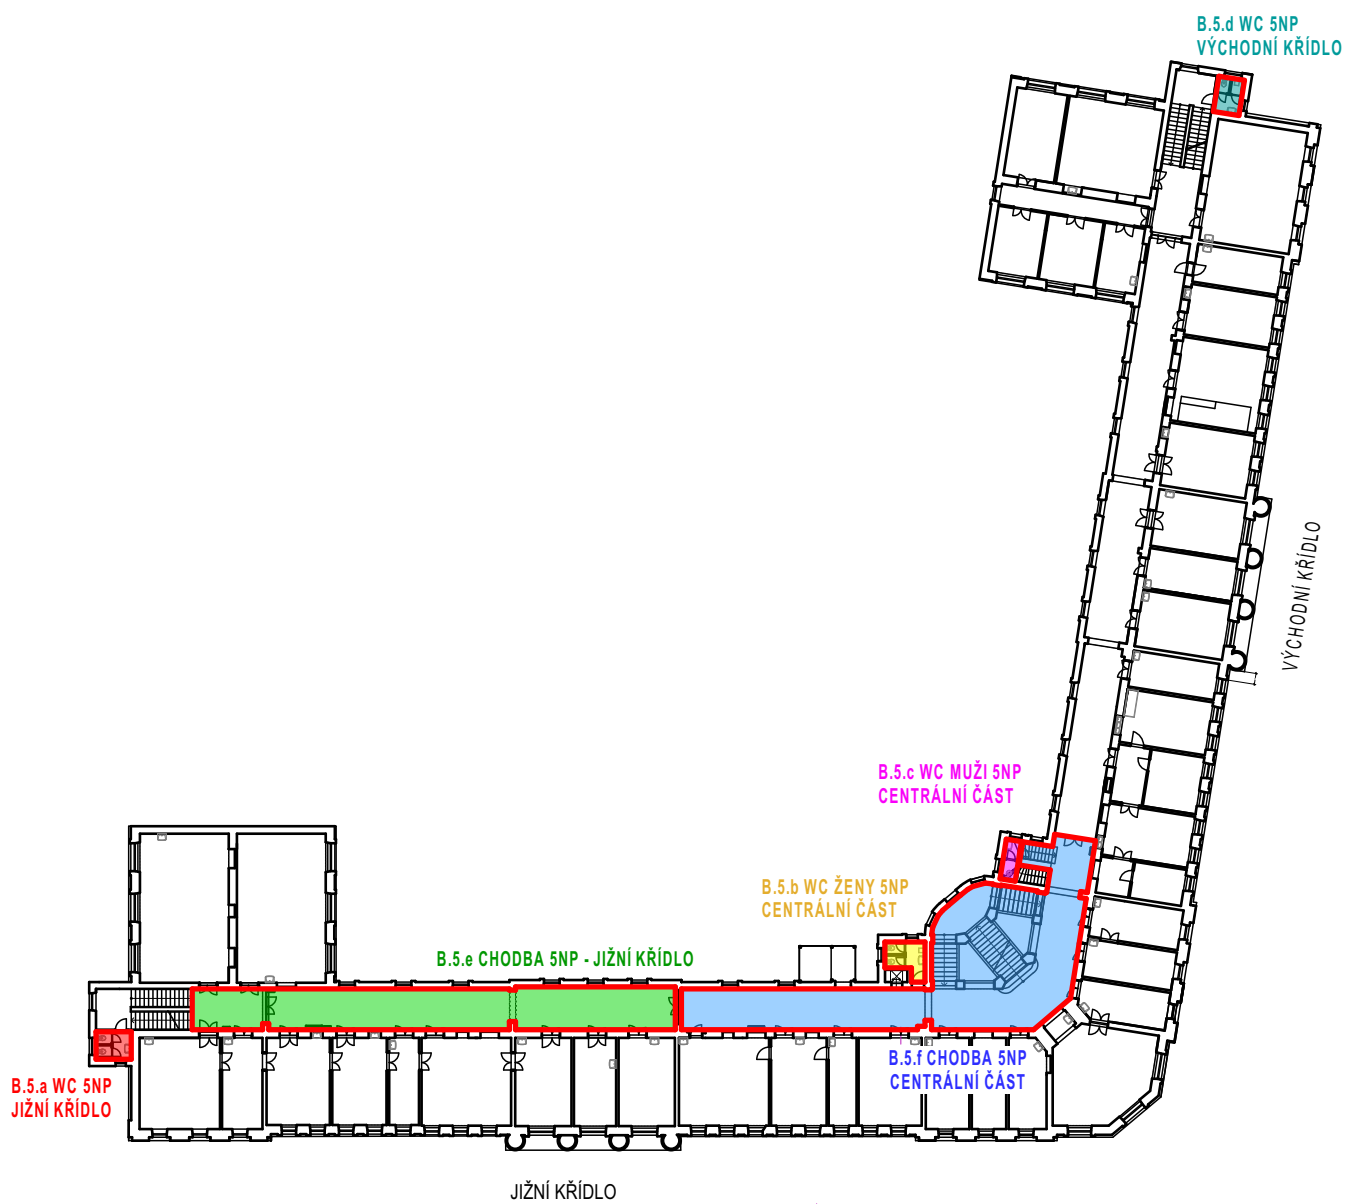 B.5.d WC 5NP
VÝCHODNÍ KŘÍDLO
VÝCHODNÍ KŘÍDLO
B.5.c WC MUŽI 5NP
CENTRÁLNÍ ČÁST
B.5.b WC ŽENY 5NP
CENTRÁLNÍ ČÁST
B.5.e CHODBA 5NP - JIŽNÍ KŘÍDLO
B.5.f CHODBA 5NP
CENTRÁLNÍ ČÁST
B.5.a WC 5NP
JIŽNÍ KŘÍDLO
JIŽNÍ KŘÍDLO